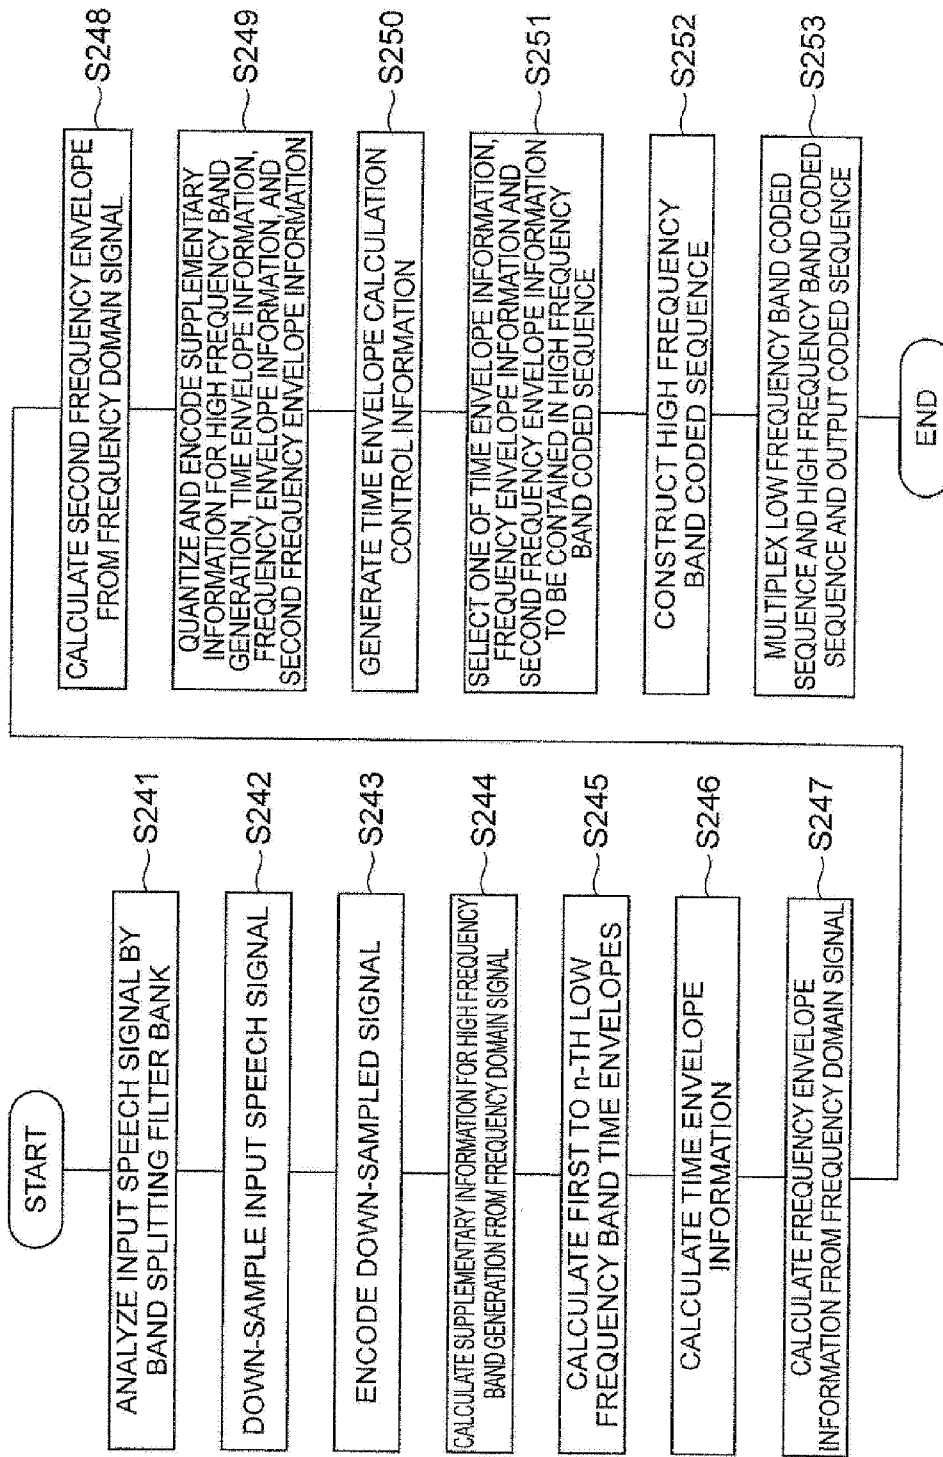 START
ANALYZE INPUT SPEECH SIGNAL BY
BAND SPLITTING FILTER BANK
S241
DOWN-SAMPLE INPUT SPEECH SIGNAL
S242
ENCODE DOWN-SAMPLED SIGNAL
S243
CALCULATE SUPPLEMENTARY INFORMATION FOR HIGH FREQUENCY
BAND GENERATION FROM FREQUENCY DOMAIN SIGNAL
S244
CALCULATE FIRST TO n-TH LOW
FREQUENCY BAND TIME ENVELOPES
S245
CALCULATE TIME ENVELOPE
INFORMATION
S246
CALCULATE FREQUENCY ENVELOPE
INFORMATION FROM FREQUENCY DOMAIN SIGNAL
S247
CALCULATE SECOND FREQUENCY ENVELOPE
FROM FREQUENCY DOMAIN SIGNAL
S248
QUANTIZE AND ENCODE SUPPLEMENTARY
INFORMATION FOR HIGH FREQUENCY BAND
GENERATION, TIME ENVELOPE INFORMATION,
FREQUENCY ENVELOPE INFORMATION, AND
SECOND FREQUENCY ENVELOPE INFORMATION
S249
GENERATE TIME ENVELOPE CALCULATION
CONTROL INFORMATION
S250
SELECT ONE OF TIME ENVELOPE INFORMATION,
FREQUENCY ENVELOPE INFORMATION AND
SECOND FREQUENCY ENVELOPE INFORMATION
TO BE CONTAINED IN HIGH FREQUENCY
BAND CODED SEQUENCE
S251
CONSTRUCT HIGH FREQUENCY
BAND CODED SEQUENCE
S252
MULTIPLEX LOW FREQUENCY BAND CODED
SEQUENCE AND HIGH FREQUENCY BAND CODED
SEQUENCE AND OUTPUT CODED SEQUENCE
S253
END